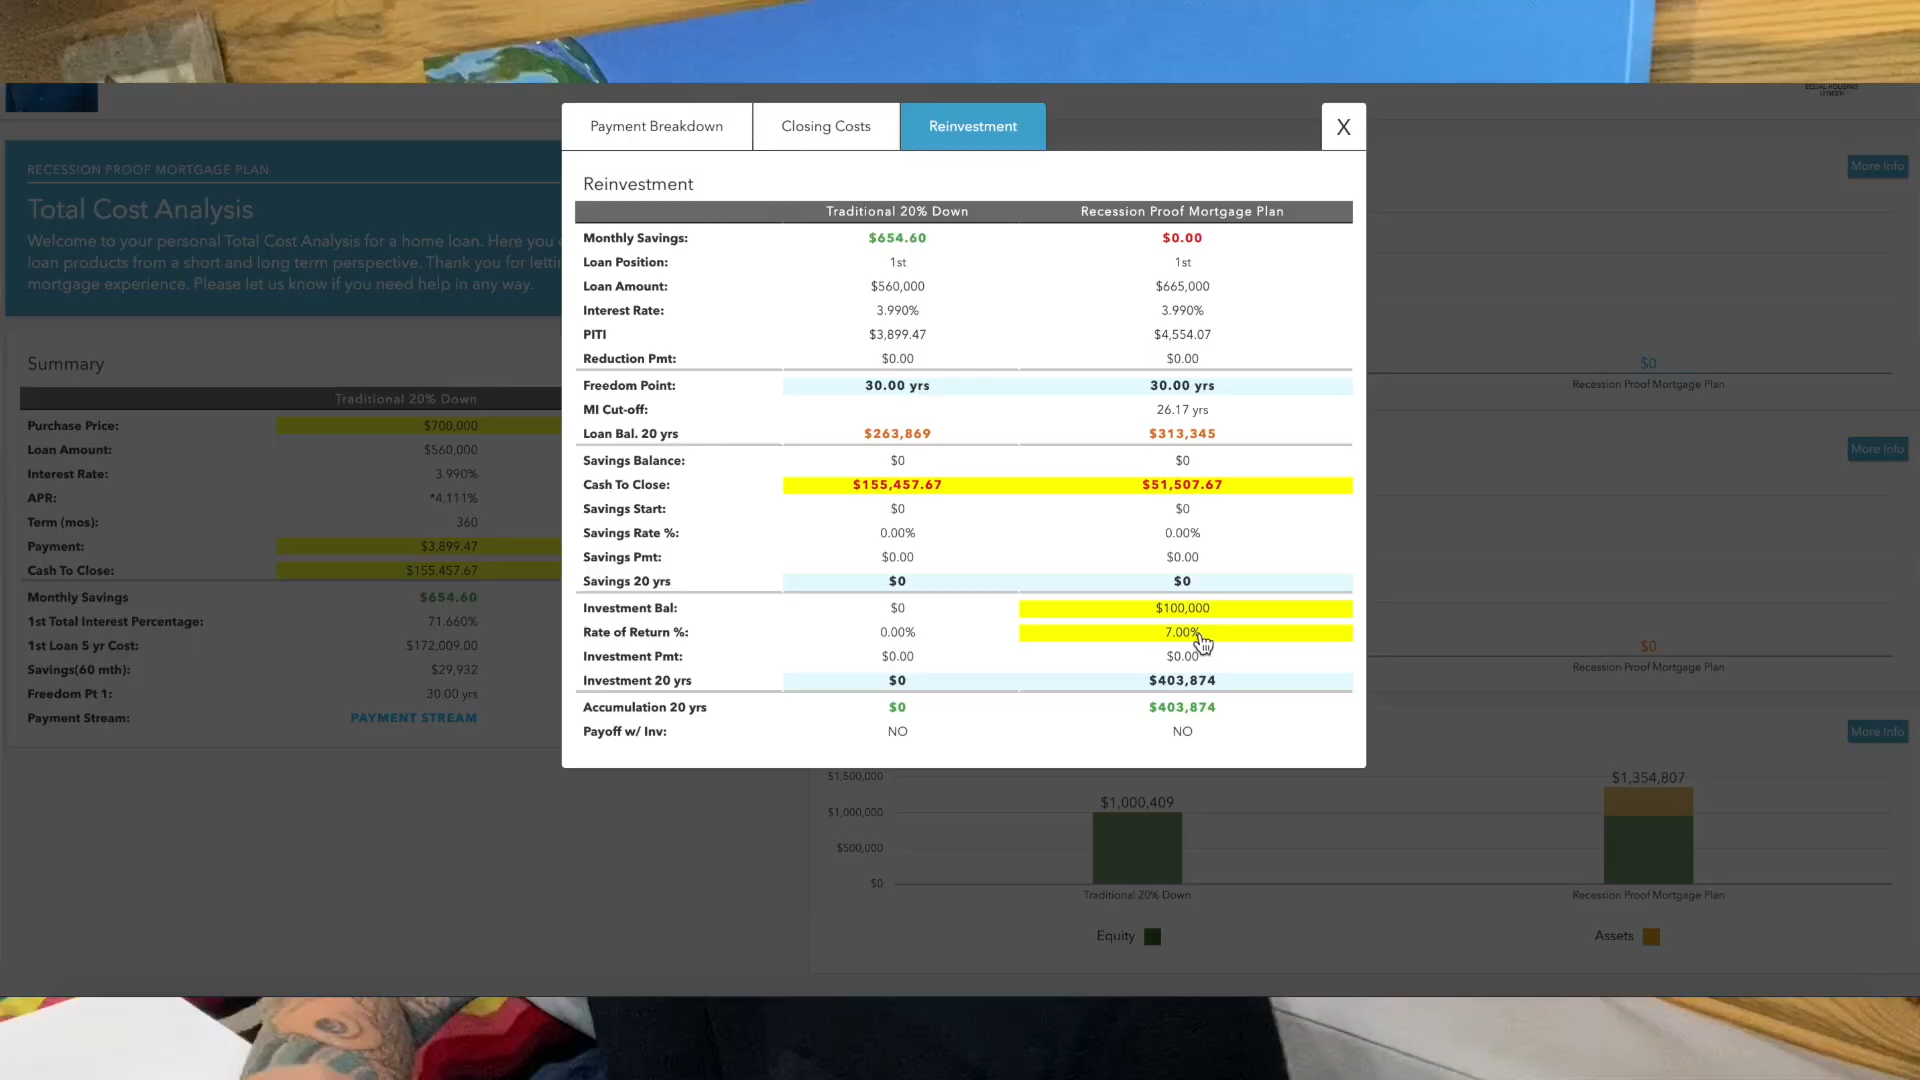 EQUAL HOUSING
LENDER
Payment Breakdown
Closing Costs
Reinvestment
X
More Info
RECESSION PROOF MORTGAGE PLAN
Total Cost Analysis
Welcome to your personal Total Cost Analysis for a home loan. Here you
loan products from a short and long term perspective. Thank you for
mortgage experience. Please let us know if you need help in any way.
Reinvestment
Traditional 20% Down Recession Proof Mortgage Plan
Monthly Savings: $654.60 $0.00
Loan Position: 1st 1st
Loan Amount: $560,000 $665,000
Interest Rate: 3.990% 3.990%
PITI $3,899.47 $4,554.07
Reduction Pmt: $0.00 $0.00
Freedom Point: 30.00 yrs 30.00 yrs
MI Cut-off: 26.17 yrs
Loan Bal. 20 yrs $263,869 $313,345
Savings Balance: $0 $0
Cash To Close: $155,457.67 $51,507.67
Savings Start: $0 $0
Savings Rate %: 0.00% 0.00%
Savings Pmt: $0.00 $0.00
Savings 20 yrs $0 $0
Investment Bal: $0 $100,000
Rate of Return %: 0.00% 7.00%
Investment Pmt: $0.00 $0.00
Investment 20 yrs $0 $403,874
Accumulation 20 yrs $0 $403,874
Payoff w/ Inv: NO NO
Summary
Traditional 20% Down
Purchase Price: $700,000
Loan Amount: $560,000
Interest Rate: 3.990%
APR: *4.111%
Term (mos): 360
Payment: $3,899.47
Cash To Close: $155,457.67
Monthly Savings $654.60
1st Total Interest Percentage: 71.660%
1st Loan 5 yr Cost: $172,009.00
Savings(60 mth): $29,932
Freedom Pt 1: 30.00 yrs
Payment Stream: PAYMENT STREAM
$0
Recession Proof Mortgage Plan
More Info
$0
Recession Proof Mortgage Plan
More Info
$1,500,000
$1,000,000
$500,000
$0
$1,000,409
$1,354,807
Traditional 20% Down
Recession Proof Mortgage Plan
Equity
Assets